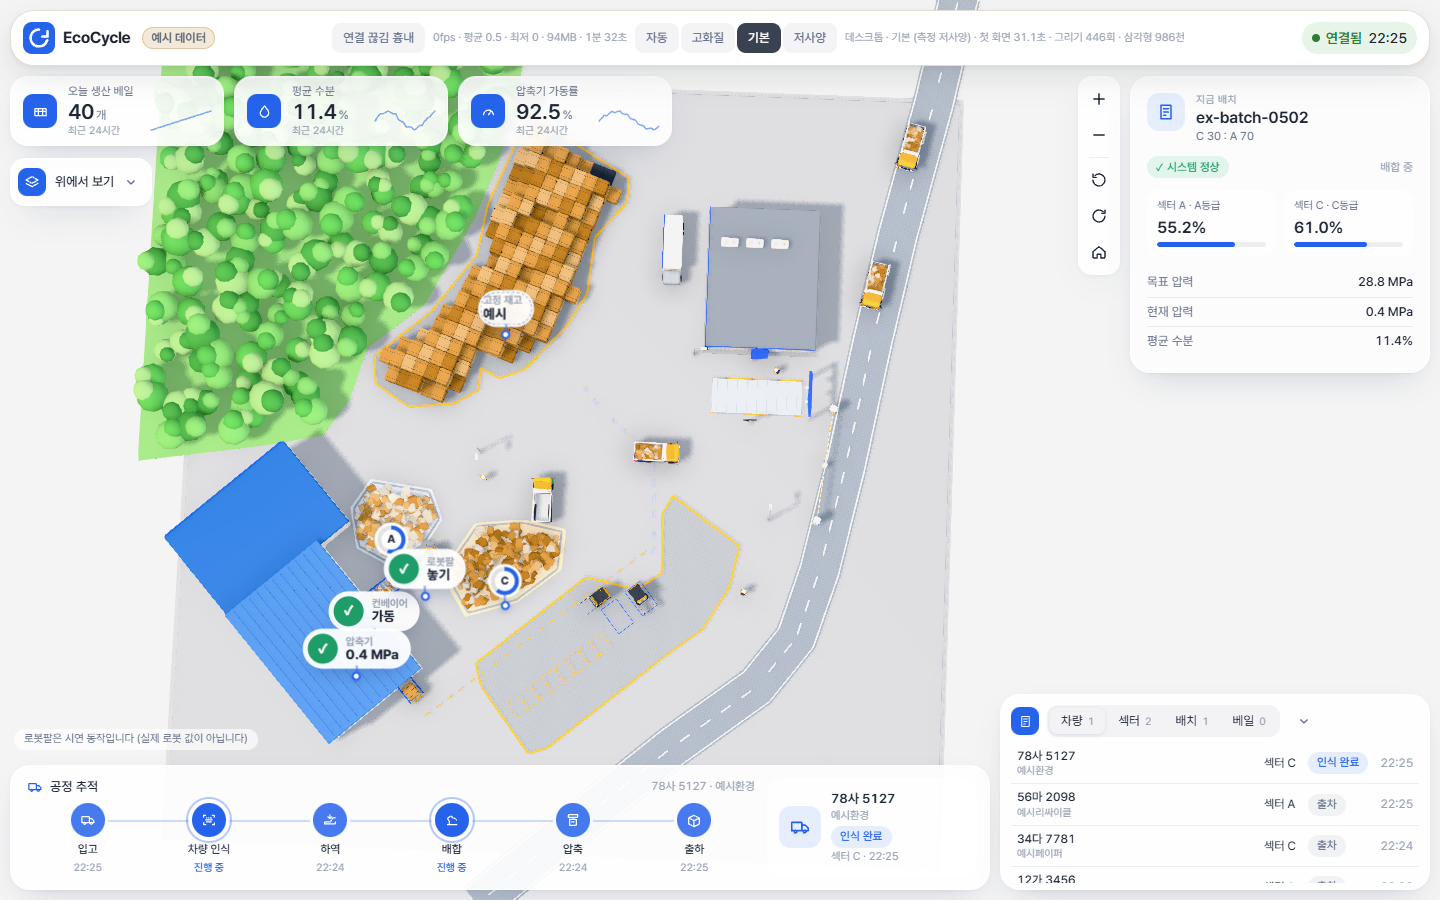 EcoCycle
예시 데이터
연결 끊김 흉내
0fps · 평균 0.5 · 최저 0 · 94MB · 1분 32초
자동
고화질
기본
저사양
데스크톱 · 기본 (측정 저사양) · 첫 화면 31.1초 · 그리기 446회 · 삼각형 986천
연결됨 22:25
오늘 생산 베일
40개
최근 24시간
평균 수분
11.4%
최근 24시간
압축기 가동률
92.5%
최근 24시간
위에서 보기
지금 배치
ex-batch-0502
C 30 : A 70
✓ 시스템 정상
배합 중
섹터 A · A등급
55.2%
섹터 C · C등급
61.0%
목표 압력
28.8 MPa
현재 압력
0.4 MPa
평균 수분
11.4%
고정 재고
예시
A
로봇팔
놓기
C
컨베이어
가동
압축기
0.4 MPa
로봇팔은 시연 동작입니다 (실제 로봇 값이 아닙니다)
공정 추적
78사 5127 · 예시환경
입고
22:25
차량 인식
진행 중
하역
22:24
배합
진행 중
압축
22:24
출하
22:25
78사 5127
예시환경
인식 완료
섹터 C · 22:25
차량 1
섹터 2
배치 1
베일 0
78사 5127
예시환경
섹터 C
인식 완료
22:25
56마 2098
예시리싸이클
섹터 A
출차
22:25
34다 7781
예시페이퍼
섹터 C
출차
22:24
12가 3456